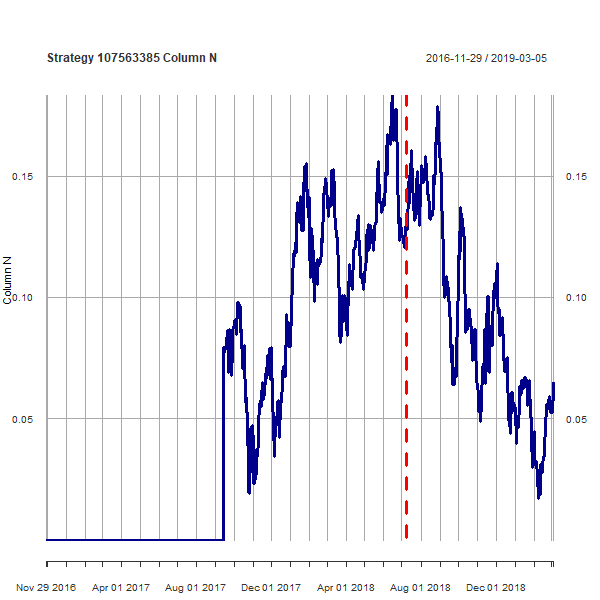 Strategy 107563385 Column N
2016-11-29 / 2019-03-05
0.15
0.15
Column N
0.10
0.10
0.05
0.05
Nov 29 2016
Apr 01 2017
Aug 01 2017
Dec 01 2017
Apr 01 2018
Aug 01 2018
Dec 01 2018